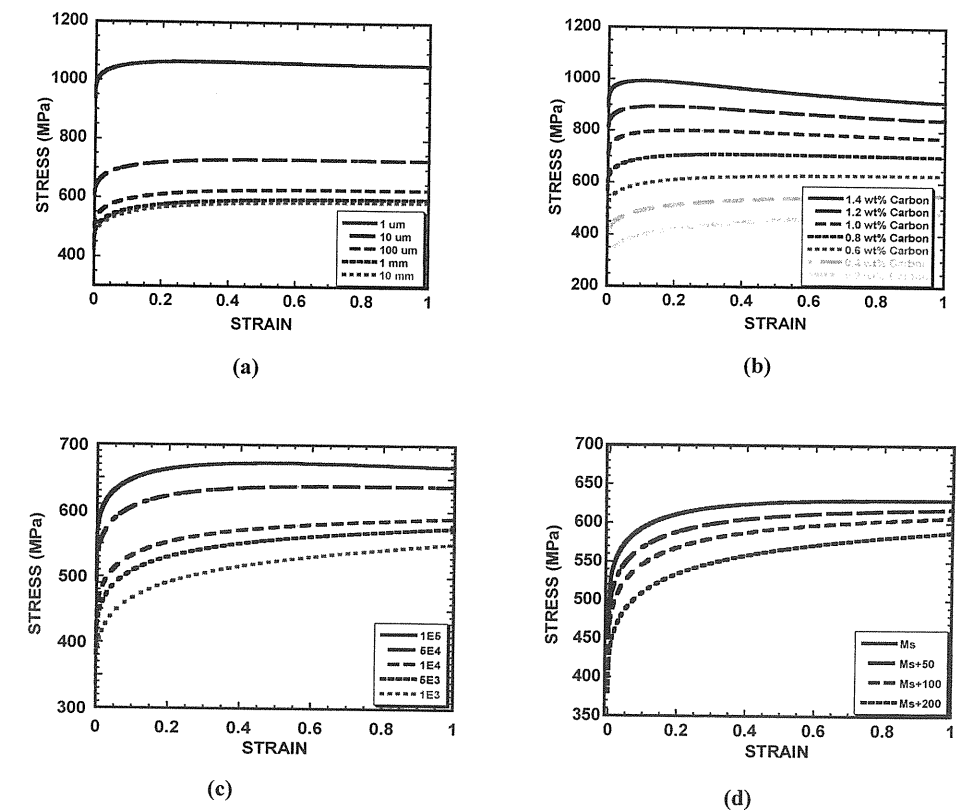 1200
1000
800
600
400
0 0.2 0.4 0.6 0.8 1
STRESS (MPa)
STRAIN
1 um
10 um
100 um
1 mm
10 mm
(a)
1200
1000
800
600
400
200
0 0.2 0.4 0.6 0.8 1
STRESS (MPa)
STRAIN
1.4 wt% Carbon
1.2 wt% Carbon
1.2 wt% Carbon
0.8 wt% Carbon
0.6 wt% Carbon
0.4 wt% Carbon
(b)
700
600
500
400
300
0 0.2 0.4 0.6 0.8 1
STRESS (MPa)
STRAIN
1E5
5E4
1E4
5E3
1E3
(c)
700
650
600
550
500
450
400
350
0 0.2 0.4 0.6 0.8 1
STRESS (MPa)
STRAIN
Ms
Ms+50
Ms+100
Ms+200
(d)